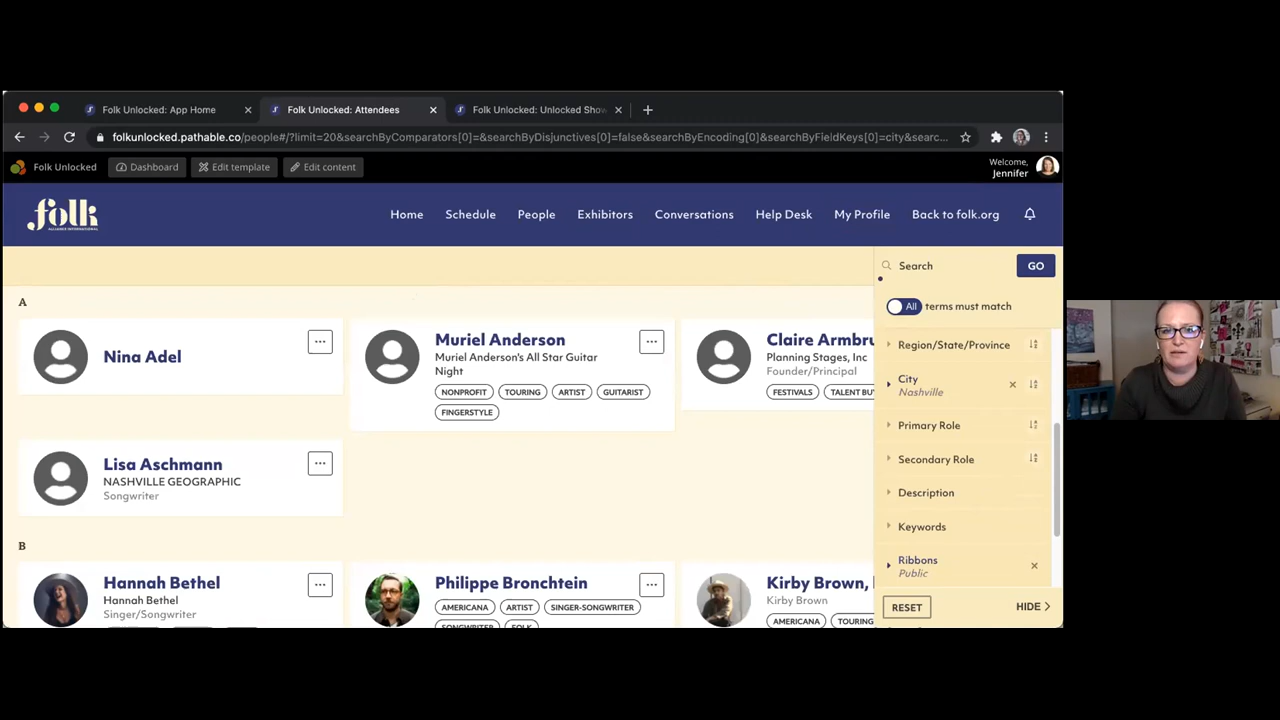 Folk Unlocked: App Home
Folk Unlocked: Attendees
Folk Unlocked: Unlocked Show
folkunlocked.pathable.co/people#/?limit=20&searchByComparators[0]=&searchByDisjunctives[0]=false&searchByEncoding[0]&searchByFieldKeys[0]=city&searc...
Folk Unlocked
Dashboard
Edit template
Edit content
Welcome,
Jennifer
folk
ALLIANCE INTERNATIONAL
Home
Schedule
People
Exhibitors
Conversations
Help Desk
My Profile
Back to folk.org
Search
GO
All
terms must match
A
Nina Adel
Muriel Anderson
Muriel Anderson's All Star Guitar
Night
NONPROFIT
TOURING
ARTIST
GUITARIST
FINGERSTYLE
Claire Armbru
Planning Stages, Inc
Founder/Principal
FESTIVALS
TALENT BUY
Lisa Aschmann
NASHVILLE GEOGRAPHIC
Songwriter
B
Hannah Bethel
Hannah Bethel
Singer/Songwriter
Philippe Bronchtein
AMERICANA
ARTIST
SINGER-SONGWRITER
SONGWRITER
FOLK
Kirby Brown,
Kirby Brown
AMERICANA
TOURING
Region/State/Province
City
Nashville
Primary Role
Secondary Role
Description
Keywords
Ribbons
Public
RESET
HIDE